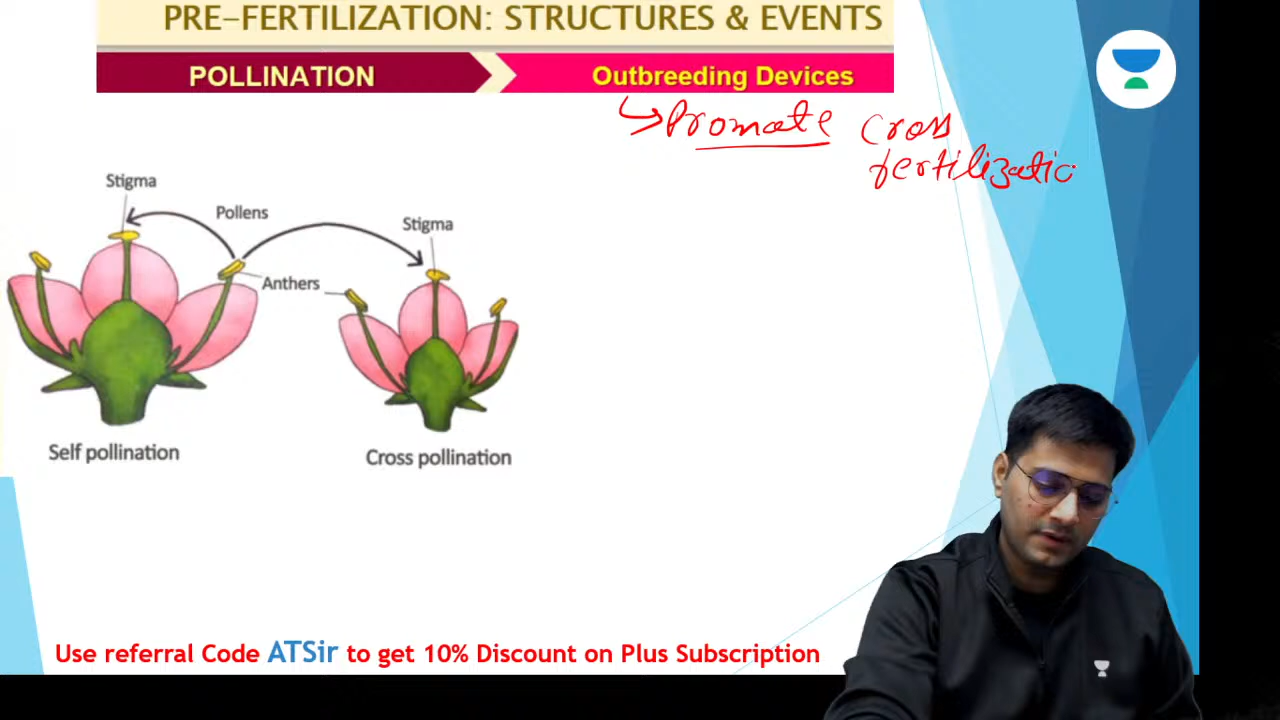 PRE-FERTILIZATION: STRUCTURES & EVENTS
POLLINATION
Outbreeding Devices
Promote Cross
fertilizatio
Stigma
Pollens
Stigma
Anthers
Self pollination
Cross pollination
Use referral Code ATSir to get 10% Discount on Plus Subscription